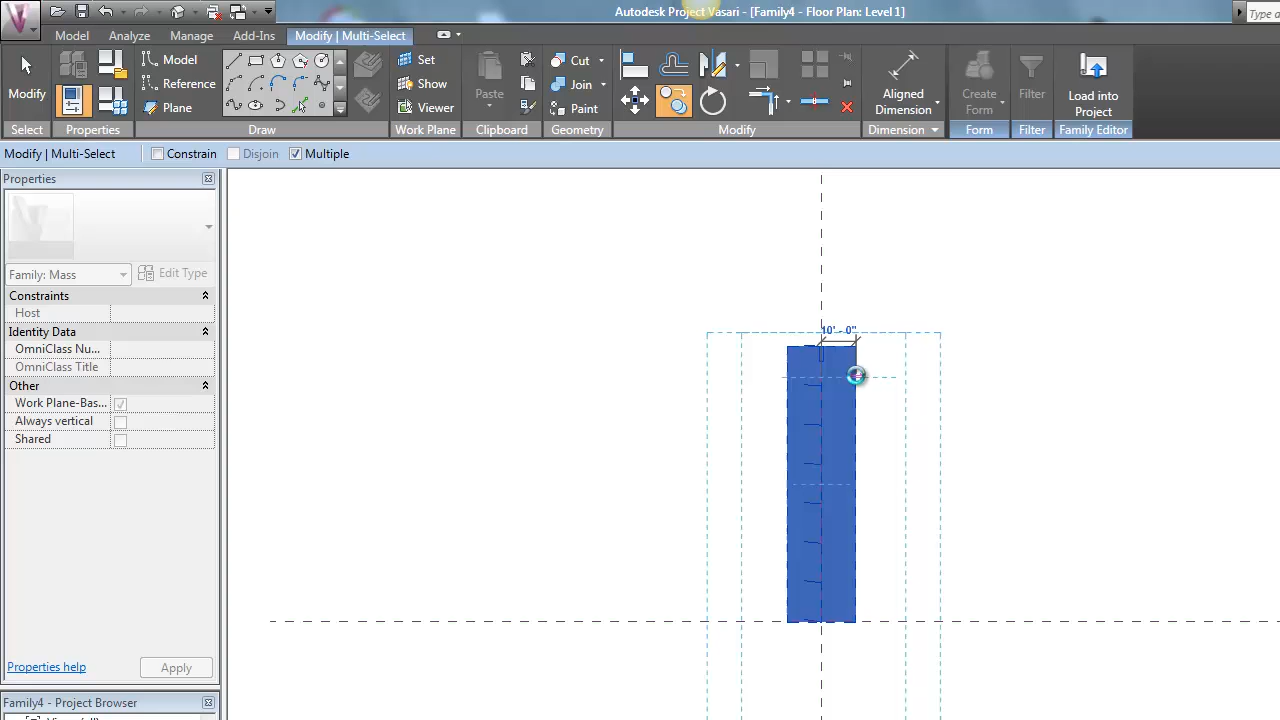 Autodesk Project Vasari - [Family4 - Floor Plan: Level 1]
Type a
Model Analyze Manage Add-Ins Modify | Multi-Select
Modify
Model
Reference
Plane
Set
Show
Viewer
Paste
Cut
Join
Paint
Aligned
Dimension
Create
Form
Filter
Load into
Project
Select Properties Draw Work Plane Clipboard Geometry Modify Dimension Form Filter Family Editor
Modify | Multi-Select Constrain Disjoin Multiple
Properties
Family: Mass Edit Type
Constraints
Host
Identity Data
OmniClass Nu...
OmniClass Title
Other
Work Plane-Bas...
Always vertical
Shared
Properties help Apply
Family4 - Project Browser
10' - 0"